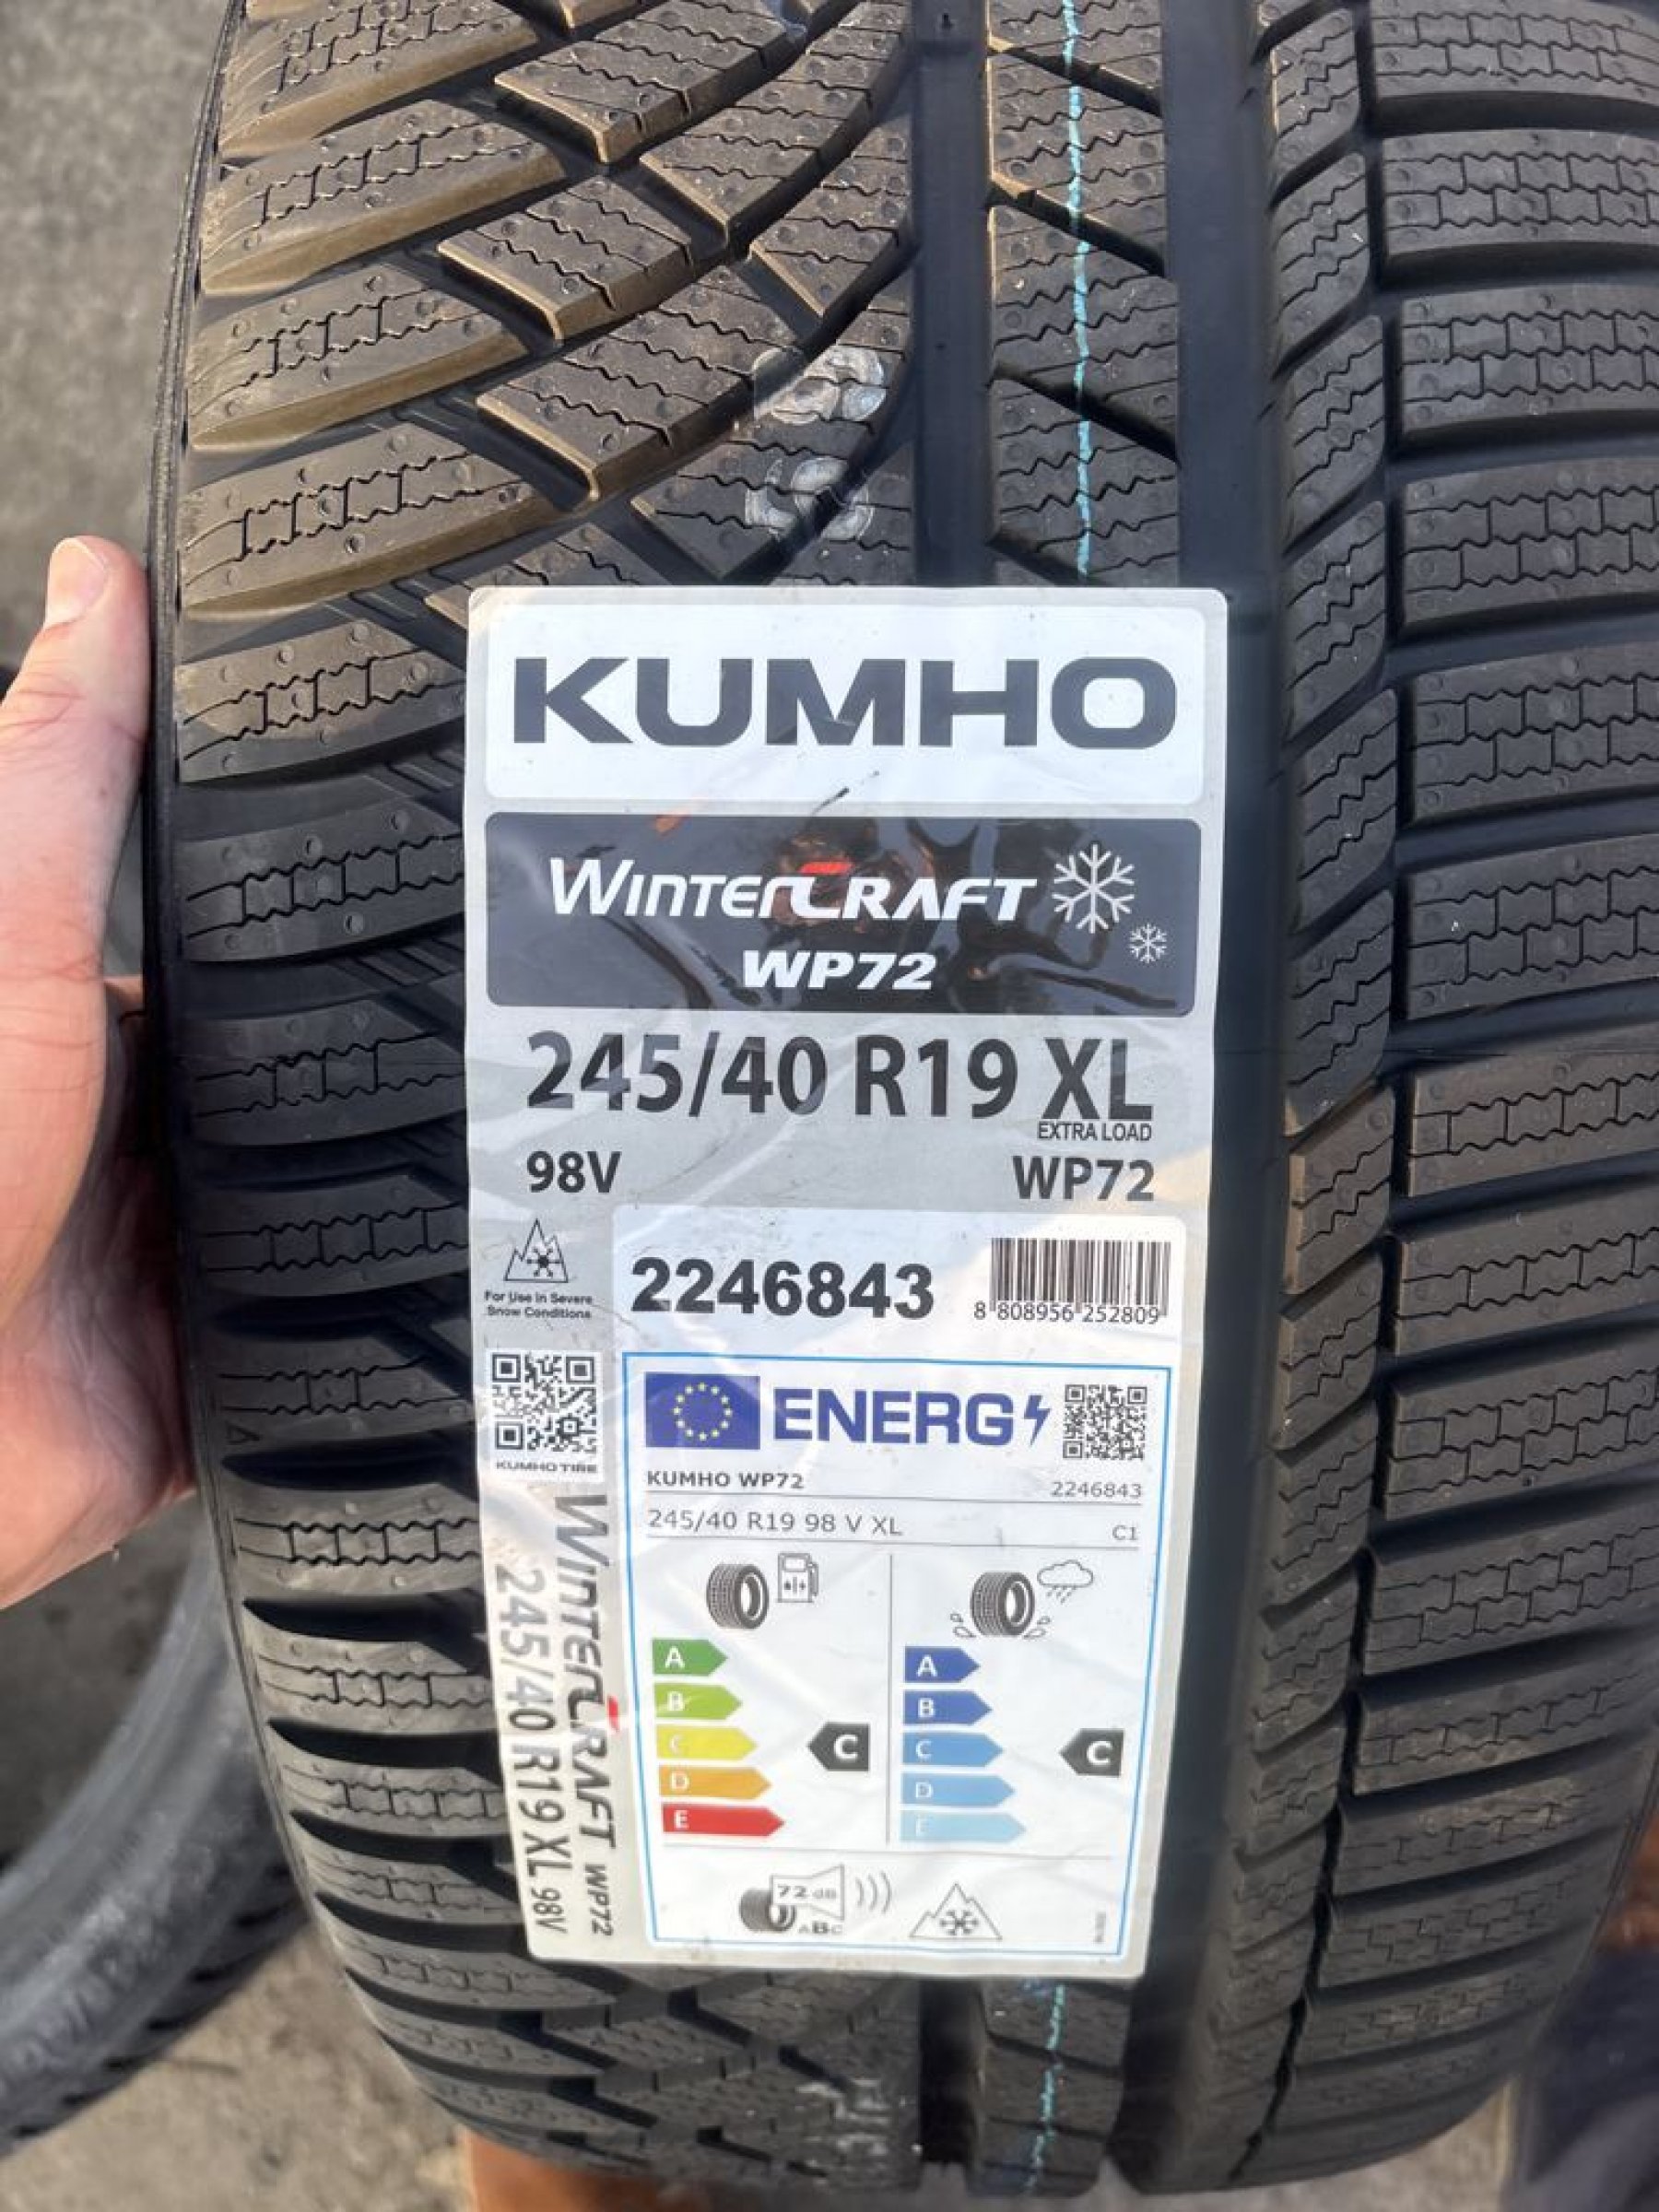 KUMHO
WINTERCRAFT
WP72
245/40 R19 XL
EXTRA LOAD
98V WP72
For Use in Severe
Snow Conditions
2246843
8 808956 252809
KUMHO TIRE
ENERG
KUMHO WP72 2246843
245/40 R19 98 V XL C1
A
B
C
D
E
C
A
B
C
D
E
C
72 dB
ABC
WINTERCRAFT WP72
245/40 R19 XL 98V